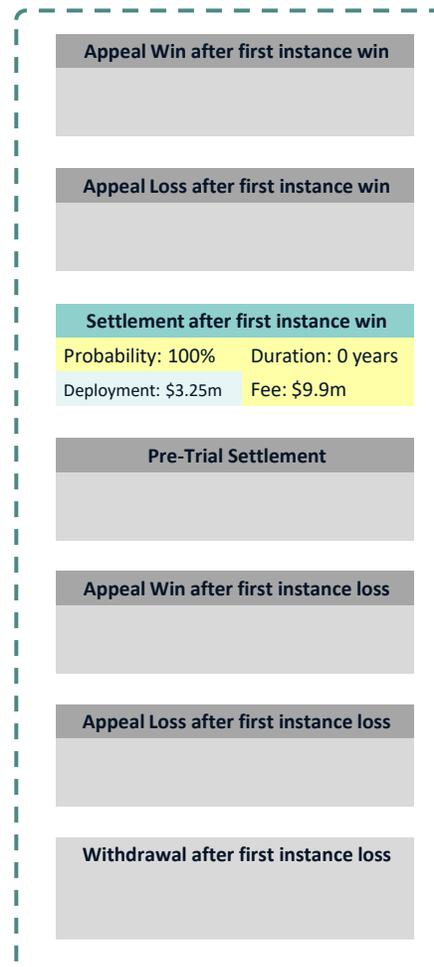 Appeal Win after first instance win
Appeal Loss after first instance win
Settlement after first instance win
Probability: 100% Duration: 0 years
Deployment: $3.25m Fee: $9.9m
Pre-Trial Settlement
Appeal Win after first instance loss
Appeal Loss after first instance loss
Withdrawal after first instance loss